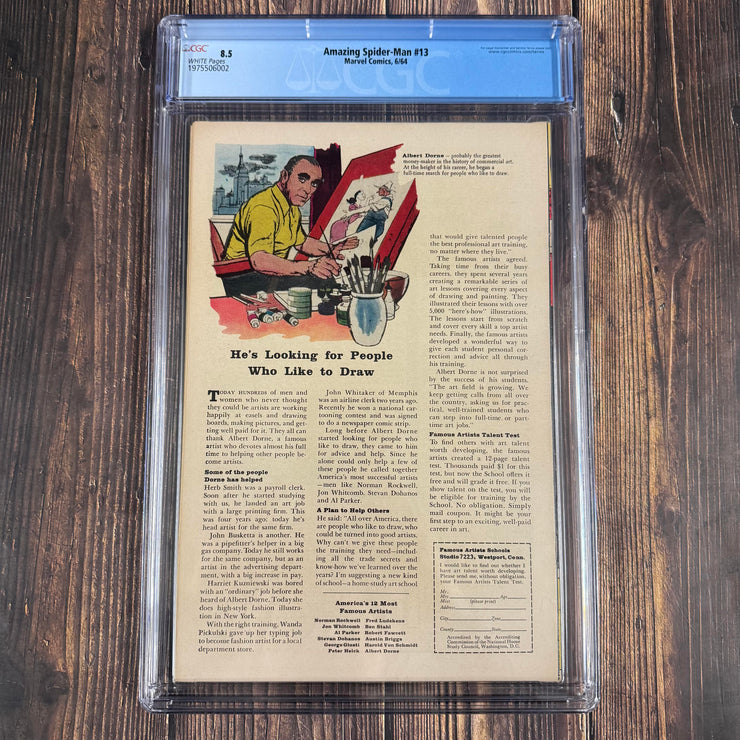 CGC 8.5
WHITE Pages
1975506002
Amazing Spider-Man #13
Marvel Comics, 6/64
CGC
Albert Dorne – probably the greatest
money-maker in the history of commercial art.
At the height of his career, he began a
full-time search for people who like to draw.
He's Looking for People
Who Like to Draw
TODAY HUNDREDS of men and
women who never thought
they could be artists are working
happily at easels and drawing
boards, making pictures, and
getting well paid for it. They all can
thank Albert Dorne, a famous
artist who devotes almost his full
time to helping other people be-
come artists.
Some of the people
Dorne has helped
Herb Smith was a payroll clerk.
Soon after he started studying
with us, he landed an art job
with a large printing firm. This
was four years ago: today he's
head artist for the same firm.
John Busketta is another. He
was a pipefitter's helper in a big
gas company. Today he still works
for the same company, but as an
artist in the advertising depart-
ment, with a big increase in pay.
Harriet Kuzniewski was bored
with an "ordinary" job before she
heard of Albert Dorne. Today she
does high-style fashion illustra-
tion in New York.
With the right training, Wanda
Pickulski gave up her typing job
to become fashion artist for a local
department store.
John Whitaker of Memphis
was an airline clerk two years ago.
Recently he won a national car-
tooning contest and was signed
to do a newspaper comic strip.
Long before Albert Dorne
started looking for people who
like to draw, they came to him
for advice and help. Since he
alone could only help a few of
these people he called together
America's most successful artists
—men like Norman Rockwell,
Jon Whitcomb, Stevan Dohanos
and Al Parker.
A Plan to Help Others
He said: "All over America, there
are people who like to draw, who
could be turned into good artists.
Why can't we give these people
the training they need—includ-
ing all the trade secrets and
know-how we've learned over the
years? I'm suggesting a new kind
of school—a home-study art school
America's 12 Most
Famous Artists
Norman Rockwell Fred Ludekens
Jon Whitcomb Ben Stahl
Al Parker Robert Fawcett
Stevan Dohanos Austin Briggs
George Giusti Harold Von Schmidt
Peter Helck Albert Dorne
that would give talented people
the best professional art training,
no matter where they live."
The famous artists agreed.
Taking time from their busy
careers, they spent several years
creating a remarkable series of
art lessons covering every aspect
of drawing and painting. They
illustrated their lessons with over
5,000 "here's-how" illustrations.
The lessons start from scratch
and cover every skill a top artist
needs. Finally, the famous artists
developed a wonderful way to
give each student personal cor-
rection and advice all through
his training.
Albert Dorne is not surprised
by the success of his students.
"The art field is growing. We
keep getting calls from all over
the country, asking us for prac-
tical, well-trained students who
can step into full-time or part-
time art jobs."
Famous Artists Talent Test
To find others with art talent
worth developing, the famous
artists created a 12-page talent
test. Thousands paid $1 for this
test, but now the School offers it
free and will grade it free. If you
show talent on the test, you will
be eligible for training by the
School. No obligation. Simply
mail coupon. It might be your
first step to an exciting, well-paid
career in art.
Famous Artists Schools
Studio 7223, Westport, Conn.
I would like to find out whether I
have art talent worth developing.
Please send me, without obligation,
your Famous Artists Talent Test.
Mr.
Mrs. Age
Miss (please print)
Address
City Zone
County State
Accredited by the Accrediting
Commission of the National Home
Study Council, Washington, D.C.